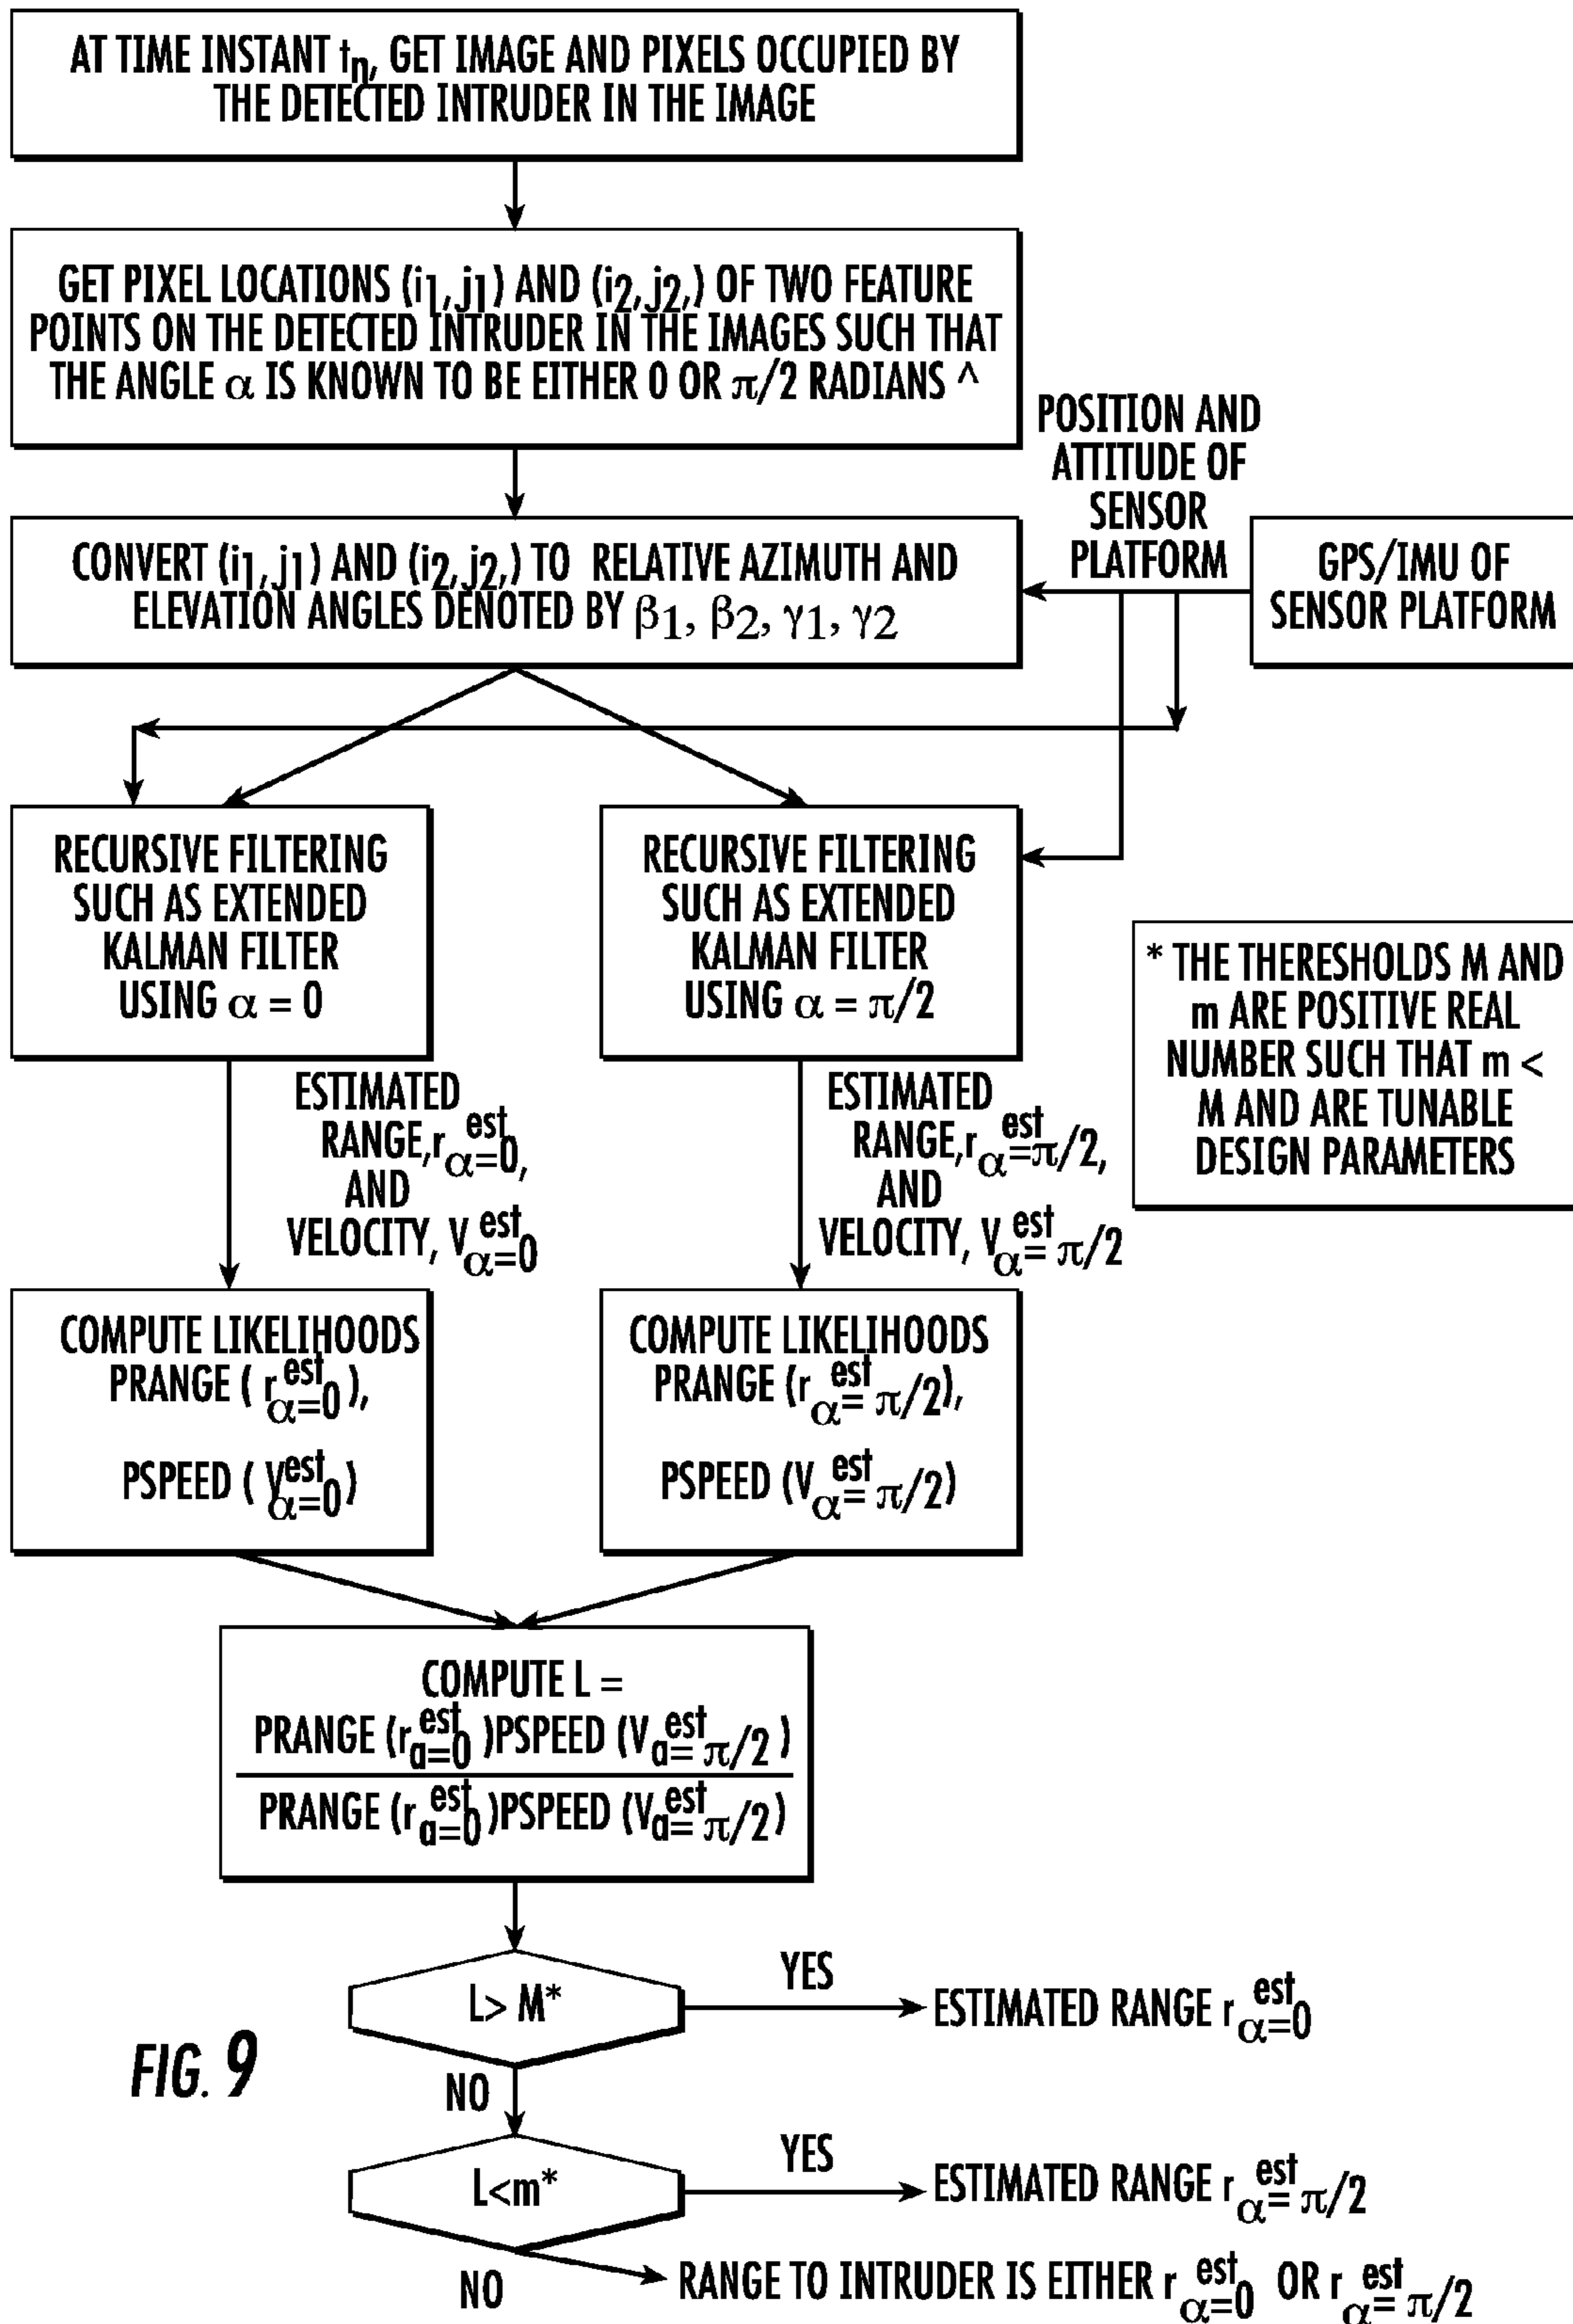 AT TIME INSTANT tn, GET IMAGE AND PIXELS OCCUPIED BY
THE DETECTED INTRUDER IN THE IMAGE
GET PIXEL LOCATIONS (i1, j1) AND (i2, j2,) OF TWO FEATURE
POINTS ON THE DETECTED INTRUDER IN THE IMAGES SUCH THAT
THE ANGLE α IS KNOWN TO BE EITHER 0 OR π/2 RADIANS ^
POSITION AND
ATTITUDE OF
SENSOR
PLATFORM
CONVERT (i1, j1) AND (i2, j2,) TO RELATIVE AZIMUTH AND
ELEVATION ANGLES DENOTED BY β1, β2, γ1, γ2
GPS/IMU OF
SENSOR PLATFORM
RECURSIVE FILTERING
SUCH AS EXTENDED
KALMAN FILTER
USING α = 0
RECURSIVE FILTERING
SUCH AS EXTENDED
KALMAN FILTER
USING α = π/2
* THE THERESHOLDS M AND
m ARE POSITIVE REAL
NUMBER SUCH THAT m <
M AND ARE TUNABLE
DESIGN PARAMETERS
ESTIMATED
RANGE, r est α=0,
AND
VELOCITY, V est α=0
ESTIMATED
RANGE, r est α=π/2,
AND
VELOCITY, V est α=π/2
COMPUTE LIKELIHOODS
PRANGE ( r est α=0 ),
PSPEED ( V est α=0 )
COMPUTE LIKELIHOODS
PRANGE (r est α=π/2),
PSPEED (V est α=π/2)
COMPUTE L =
PRANGE (r est a=0 )PSPEED (V est a=π/2 )
PRANGE (r est a=0 )PSPEED (V est a=π/2 )
L> M*
YES
ESTIMATED RANGE r est α=0
FIG. 9
NO
L<m*
YES
ESTIMATED RANGE r est α=π/2
NO
RANGE TO INTRUDER IS EITHER r est α=0 OR r est α=π/2